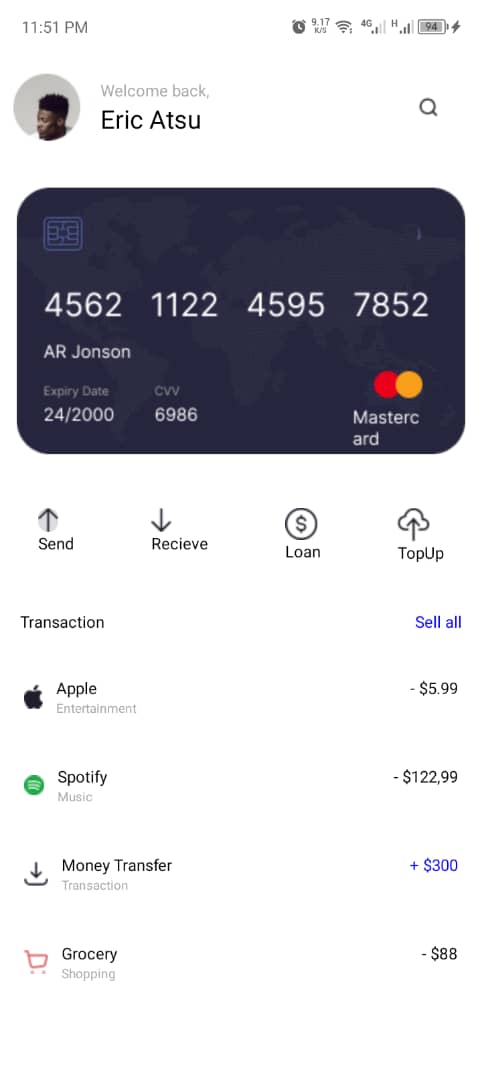 11:51 PM 9.17 K/S 4G H 94
Welcome back,
Eric Atsu
4562 1122 4595 7852
AR Jonson
Expiry Date CVV
24/2000 6986
Masterc
ard
Send Recieve Loan TopUp
Transaction Sell all
Apple - $5.99
Entertainment
Spotify - $122,99
Music
Money Transfer + $300
Transaction
Grocery - $88
Shopping